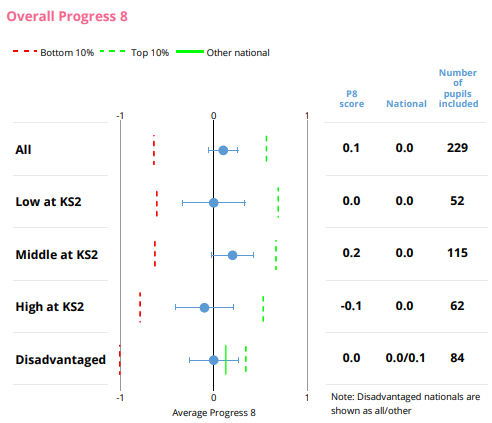 Overall Progress 8
Bottom 10% Top 10% Other national
P8 score National Number of pupils included
-1 0 1
All 0.1 0.0 229
Low at KS2 0.0 0.0 52
Middle at KS2 0.2 0.0 115
High at KS2 -0.1 0.0 62
Disadvantaged 0.0 0.0/0.1 84
-1 0 1
Average Progress 8
Note: Disadvantaged nationals are
shown as all/other